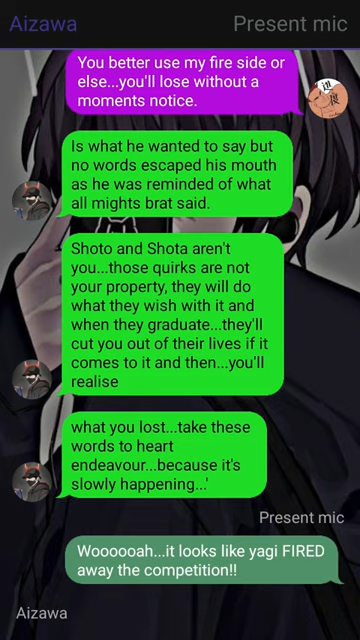 Aizawa
Present mic
You better use my fire side or
else...you'll lose without a
moments notice.
Is what he wanted to say but
no words escaped his mouth
as he was reminded of what
all mights brat said.
Shoto and Shota aren't
you...those quirks are not
your property, they will do
what they wish with it and
when they graduate...they'll
cut you out of their lives if it
comes to it and then...you'll
realise
what you lost...take these
words to heart
endeavour...because it's
slowly happening...'
Present mic
Woooooah...it looks like yagi FIRED
away the competition!!
Aizawa